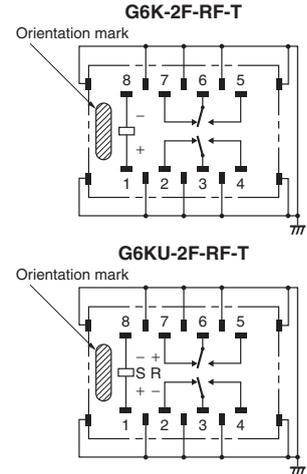 G6K-2F-RF-T
Orientation mark
8 7 6 5
−
+
1 2 3 4
G6KU-2F-RF-T
Orientation mark
8 7 6 5
− +
S R
+ −
1 2 3 4